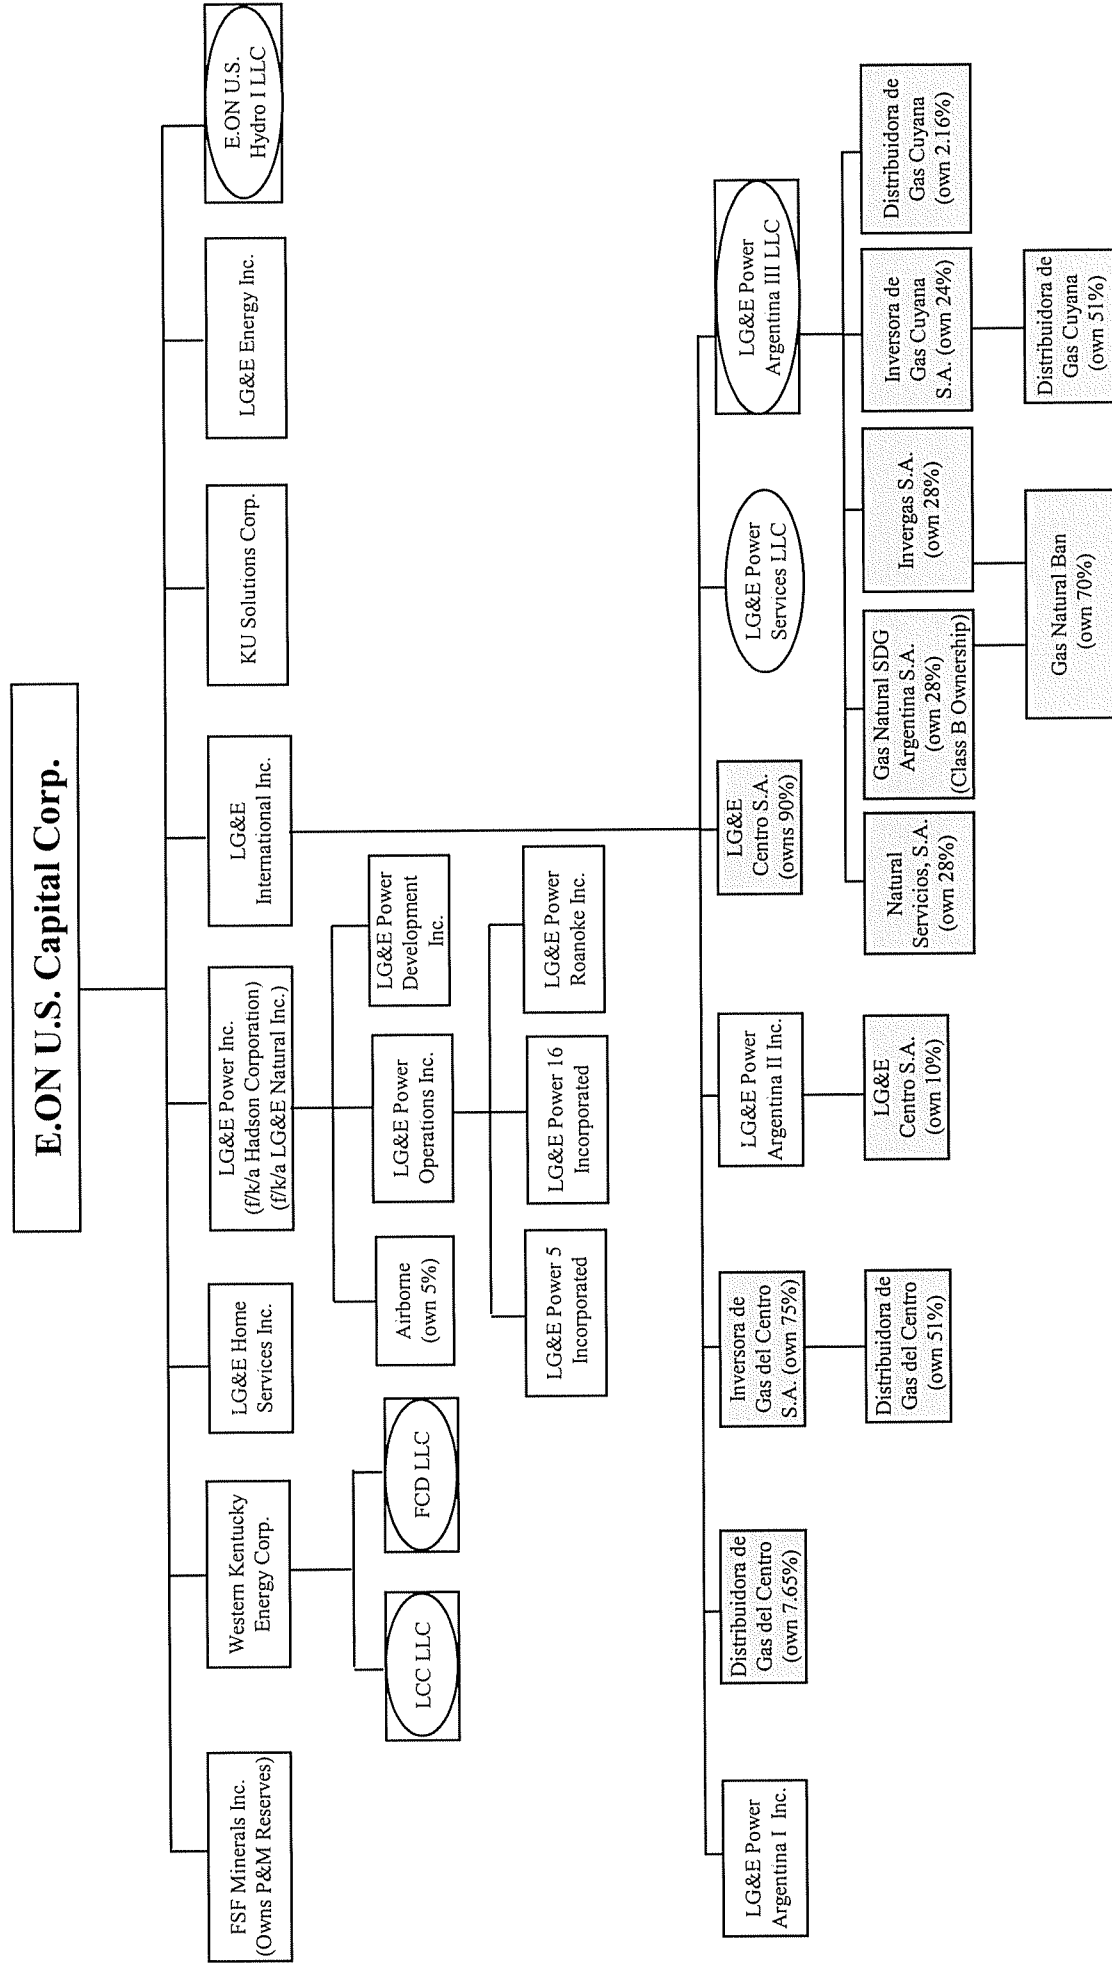 E.ON U.S. Capital Corp.
FSF Minerals Inc.
(Owns P&M Reserves)
Western Kentucky
Energy Corp.
LG&E Home
Services Inc.
LG&E Power Inc.
(f/k/a Hadson Corporation)
(f/k/a LG&E Natural Inc.)
LG&E
International Inc.
KU Solutions Corp.
LG&E Energy Inc.
E.ON U.S.
Hydro I LLC
LCC LLC
FCD LLC
Airborne
(own 5%)
LG&E Power
Operations Inc.
LG&E Power
Development
Inc.
LG&E Power 5
Incorporated
LG&E Power 16
Incorporated
LG&E Power
Roanoke Inc.
LG&E Power
Argentina I Inc.
Distribuidora de
Gas del Centro
(own 7.65%)
Inversora de
Gas del Centro
S.A. (own 75%)
LG&E Power
Argentina II Inc.
LG&E
Centro S.A.
(owns 90%)
LG&E Power
Services LLC
LG&E Power
Argentina III LLC
Distribuidora de
Gas del Centro
(own 51%)
LG&E
Centro S.A.
(own 10%)
Natural
Servicios, S.A.
(own 28%)
Gas Natural SDG
Argentina S.A.
(own 28%)
(Class B Ownership)
Invergas S.A.
(own 28%)
Inversora de
Gas Cuyana
S.A. (own 24%)
Distribuidora de
Gas Cuyana
(own 2.16%)
Gas Natural Ban
(own 70%)
Distribuidora de
Gas Cuyana
(own 51%)